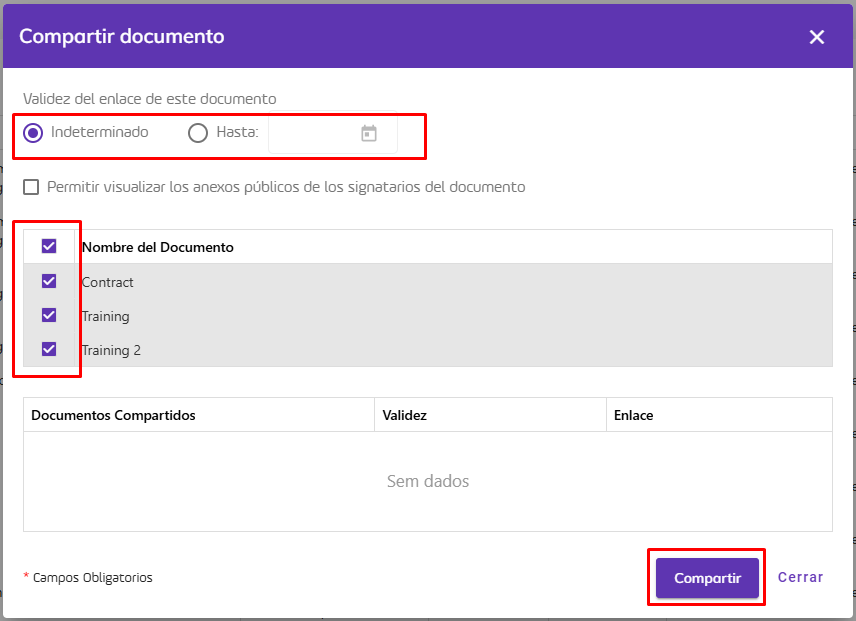 Compartir documento
Validez del enlace de este documento
Indeterminado Hasta:
Permitir visualizar los anexos públicos de los signatarios del documento
Nombre del Documento
Contract
Training
Training 2
Documentos Compartidos Validez Enlace
Sem dados
* Campos Obligatorios
Compartir Cerrar